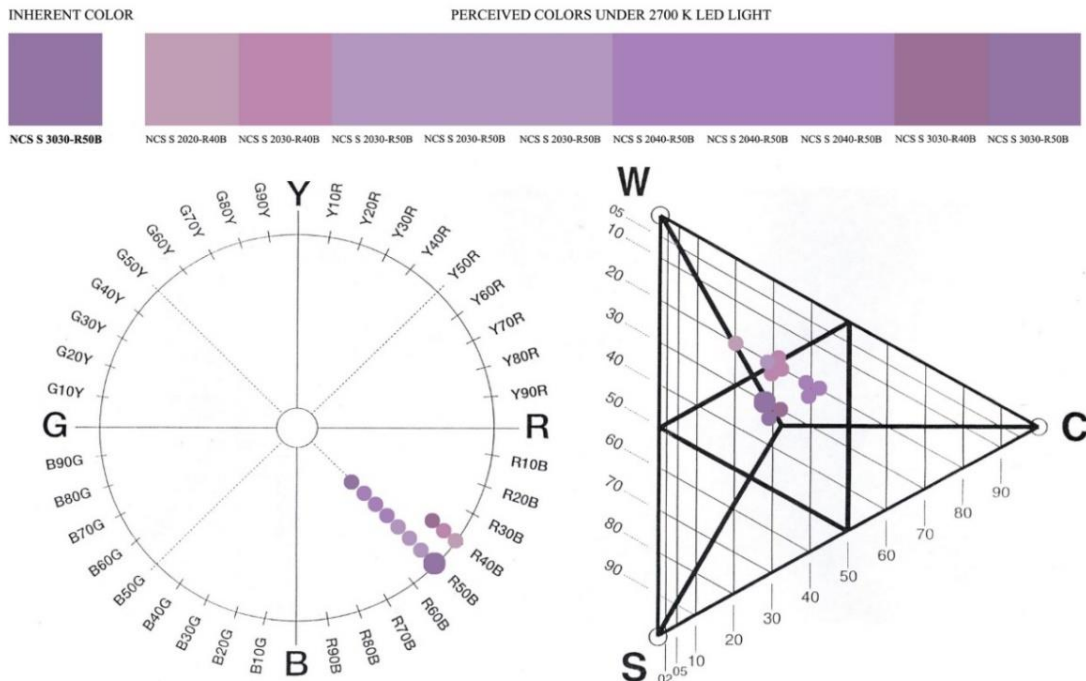 INHERENT COLOR
PERCEIVED COLORS UNDER 2700 K LED LIGHT
NCS S 3030-R50B
NCS S 2020-R40B
NCS S 2030-R40B
NCS S 2030-R50B
NCS S 2030-R50B
NCS S 2030-R50B
NCS S 2040-R50B
NCS S 2040-R50B
NCS S 2040-R50B
NCS S 3030-R40B
NCS S 3030-R50B
Y
Y10R
Y20R
Y30R
Y40R
Y50R
Y60R
Y70R
Y80R
Y90R
R
R10B
R20B
R30B
R40B
R50B
R60B
R70B
R80B
R90B
B
B10G
B20G
B30G
B40G
B50G
B60G
B70G
B80G
B90G
G
G10Y
G20Y
G30Y
G40Y
G50Y
G60Y
G70Y
G80Y
G90Y
W
05
10
20
30
40
50
60
70
80
90
S
02
05
10
20
30
40
50
60
70
80
90
C